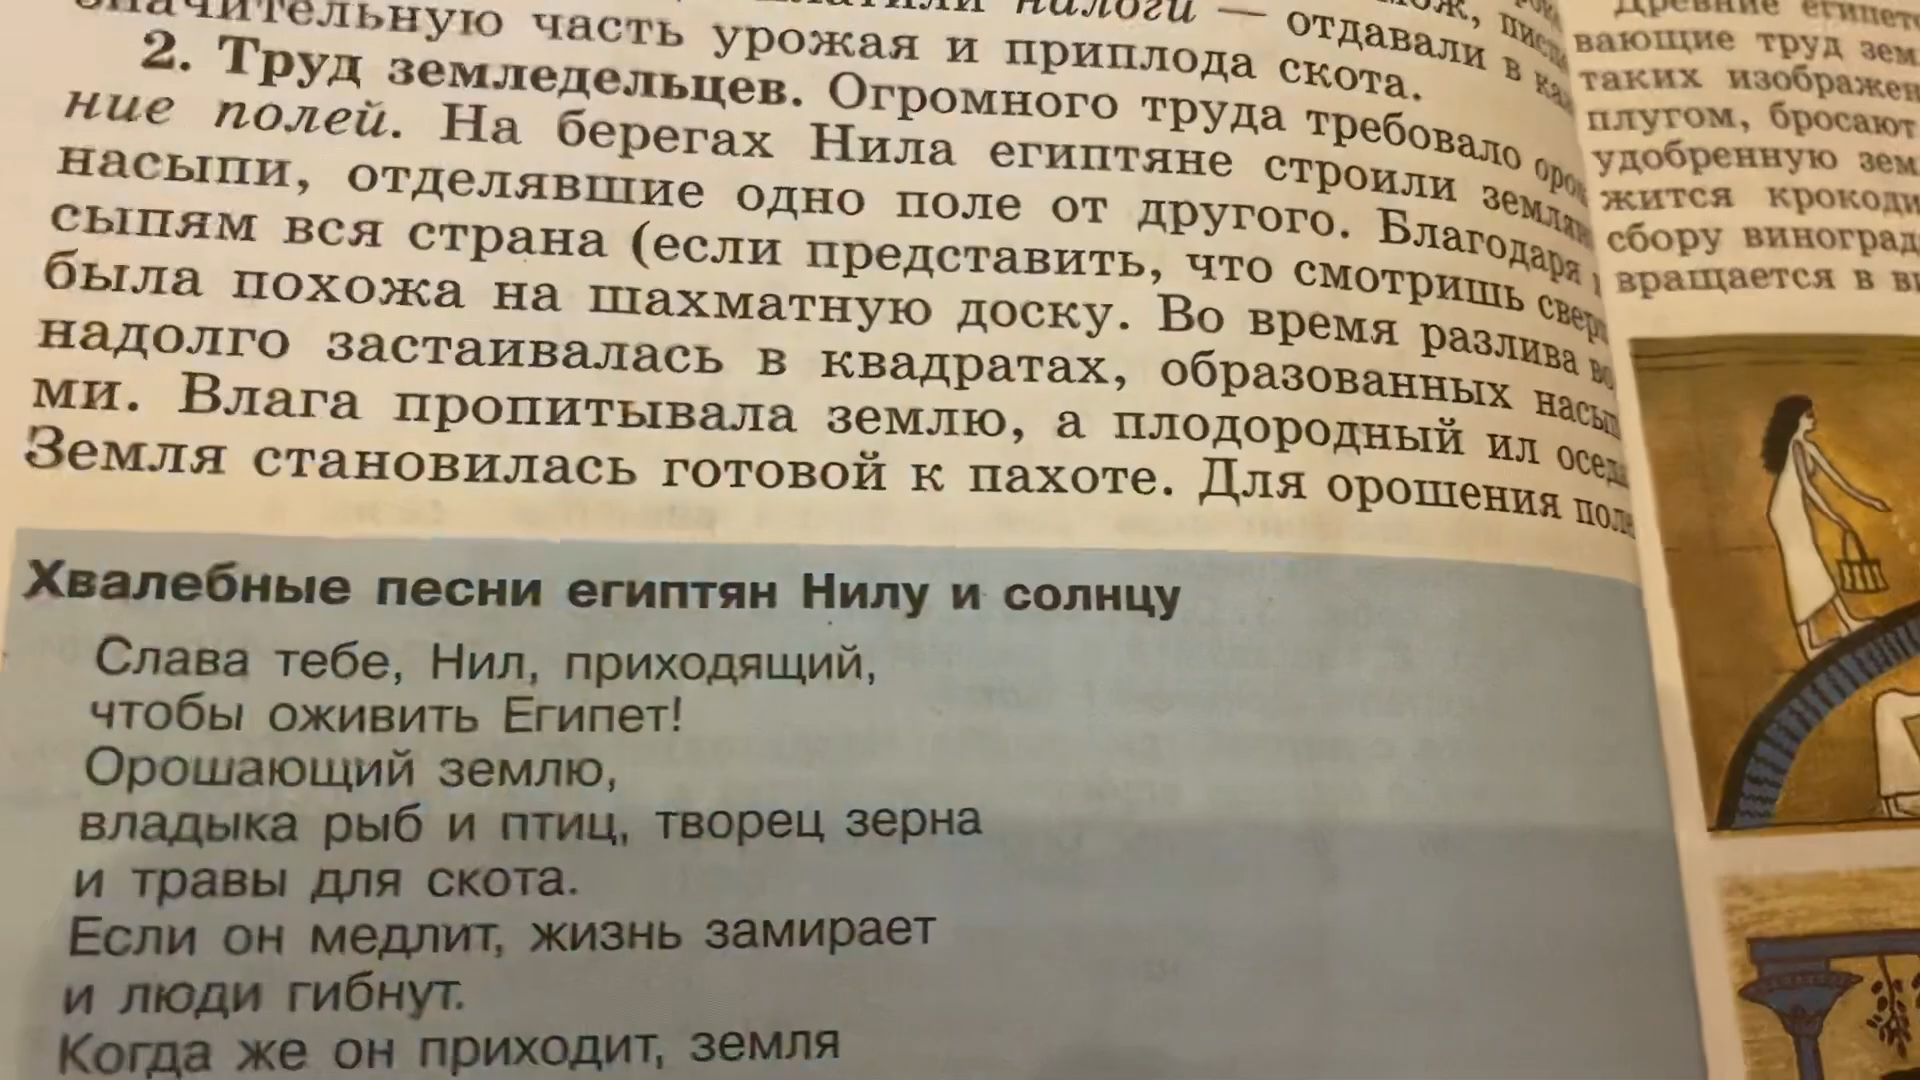 значительную часть урожая и приплода скота.
налоги — отдавали в
2. Труд земледельцев. Огромного труда требовало
ние полей. На берегах Нила египтяне строили
насыпи, отделявшие одно поле от другого. Благодаря
сыпям вся страна (если представить, что смотришь
была похожа на шахматную доску. Во время разлива
надолго застаивалась в квадратах, образованных
ми. Влага пропитывала землю, а плодородный ил
Земля становилась готовой к пахоте. Для орошения
Хвалебные песни египтян Нилу и солнцу
Слава тебе, Нил, приходящий,
чтобы оживить Египет!
Орошающий землю,
владыка рыб и птиц, творец зерна
и травы для скота.
Если он медлит, жизнь замирает
и люди гибнут.
Когда же он приходит, земля
Древние
вающие труд
таких
плугом, бросают
удобренную
жится
сбору
вращается в